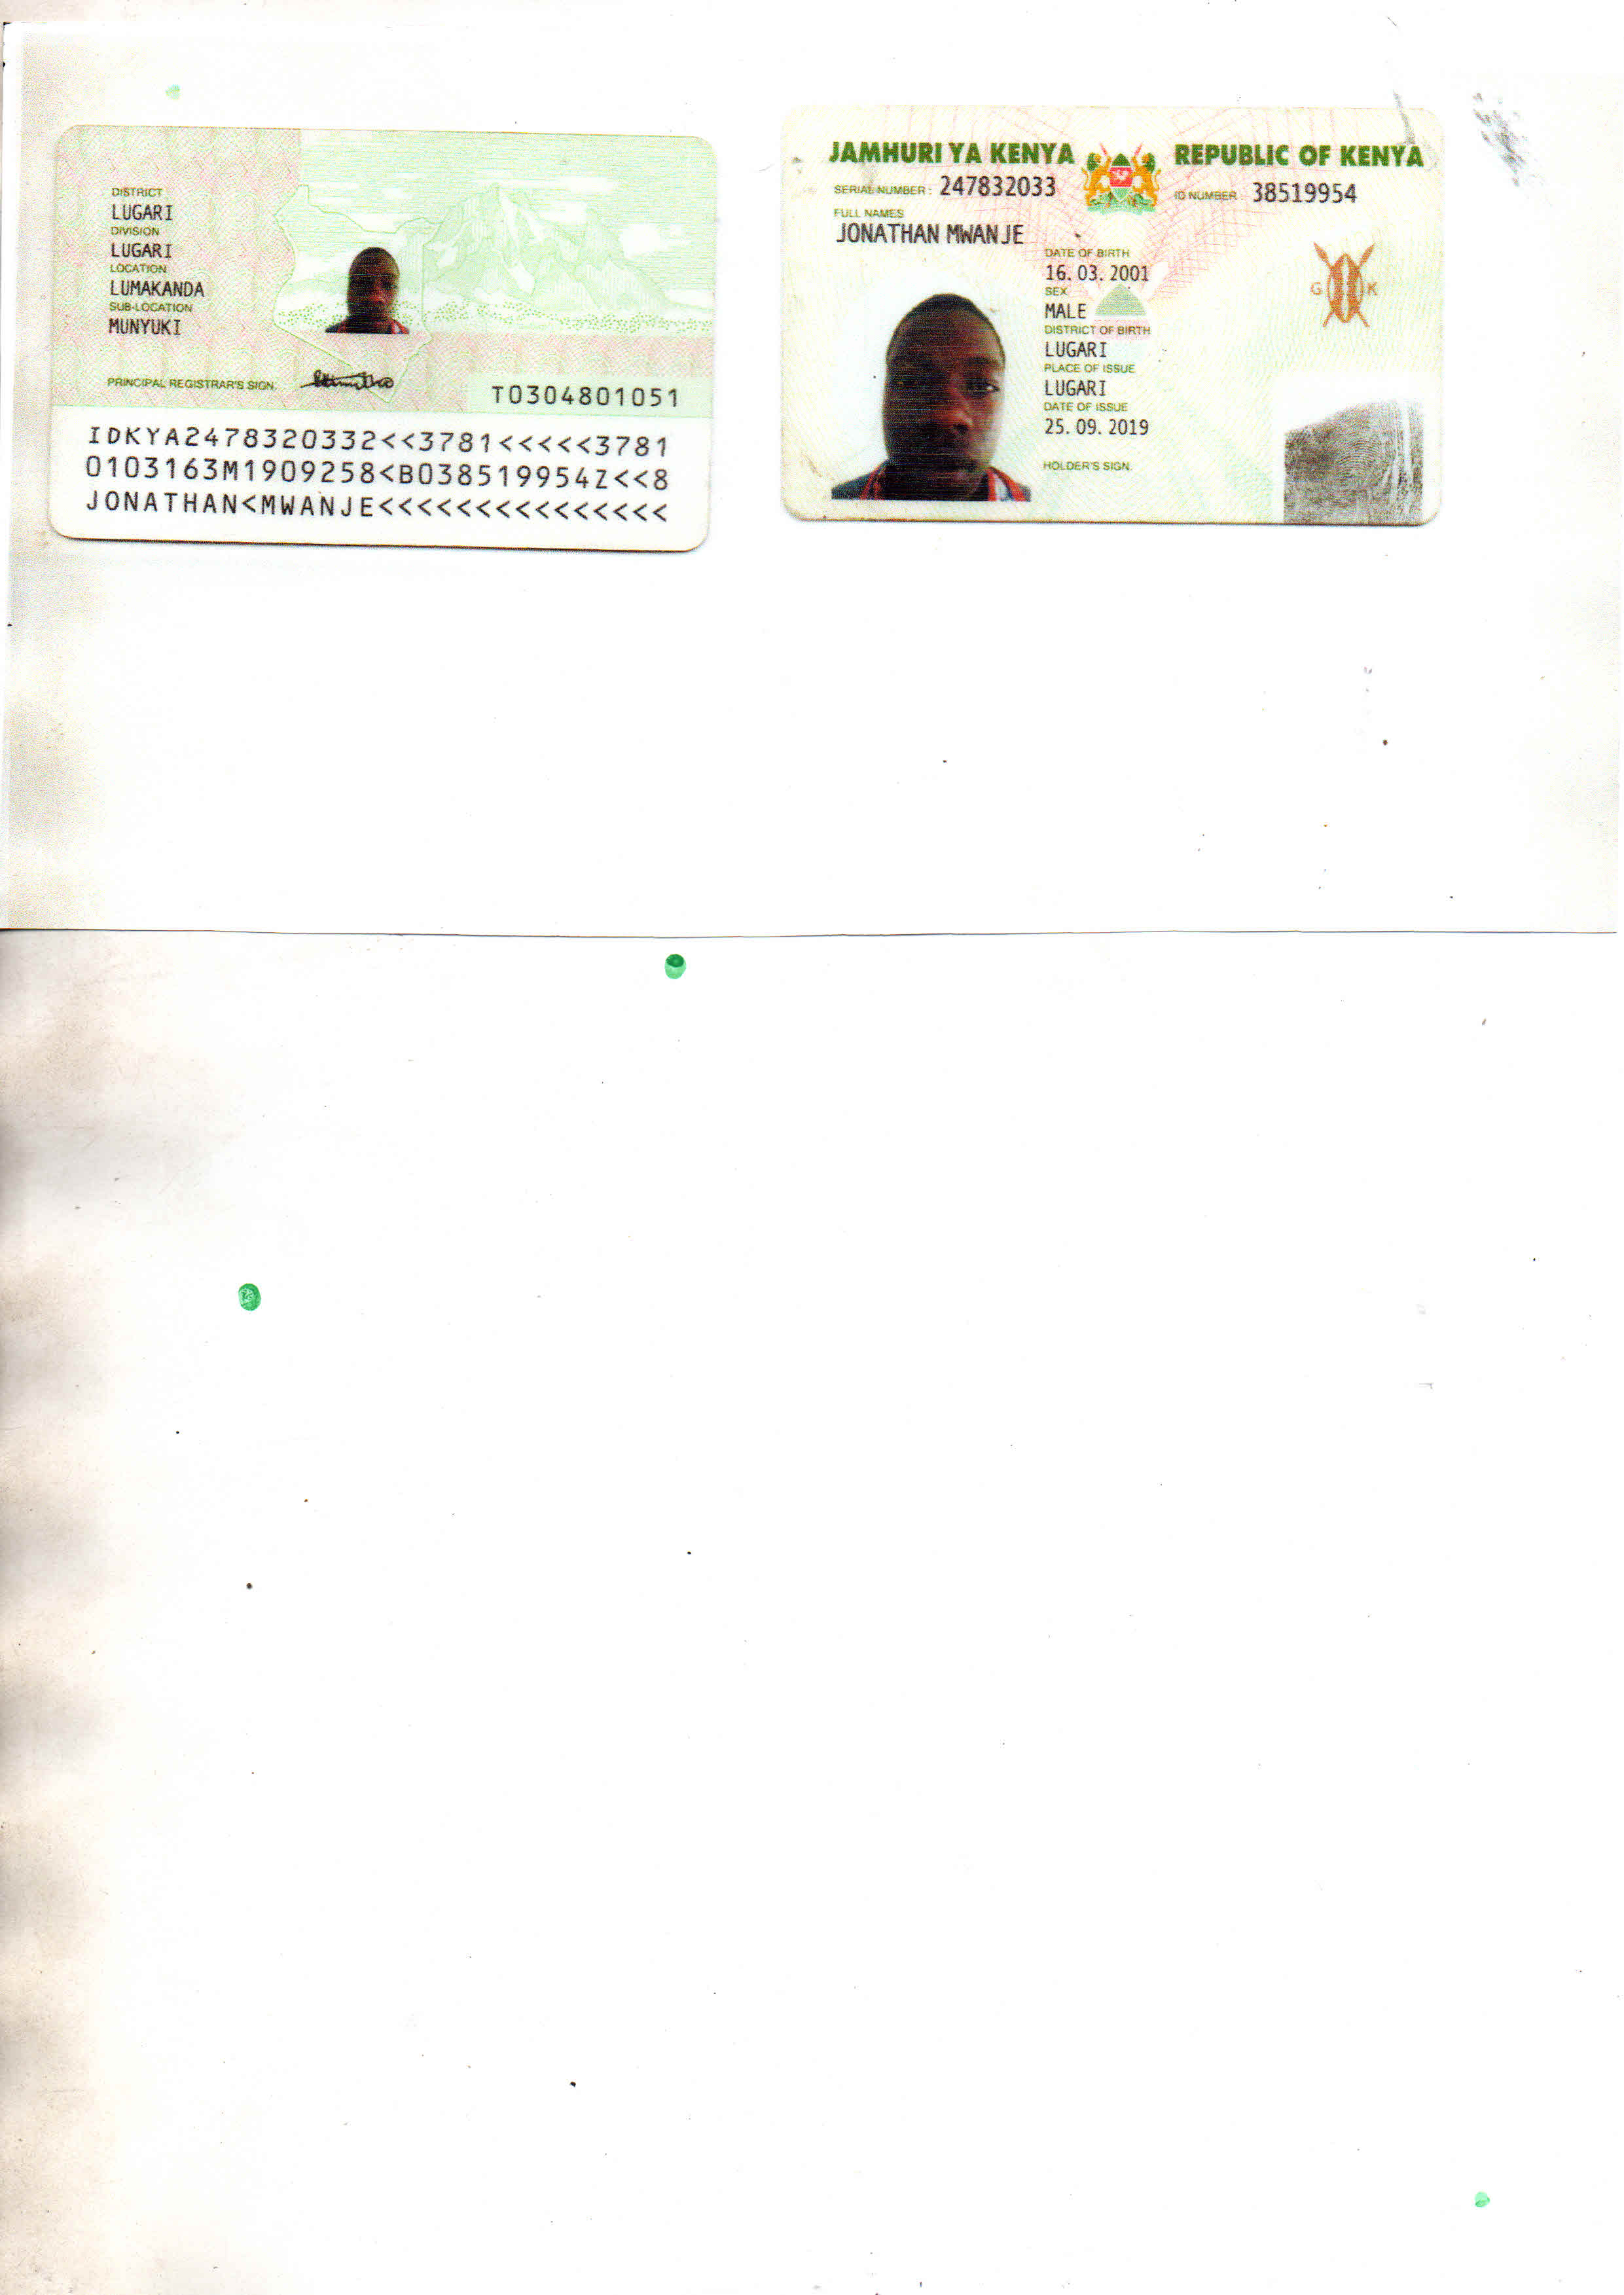 DISTRICT
LUGARI
DIVISION
LUGARI
LOCATION
LUMAKANDA
SUB-LOCATION
MUNYUKI
PRINCIPAL REGISTRAR'S SIGN.
T0304801051
IDKYA2478320332<<3781<<<<<3781
0103163M1909258<B038519954Z<<8
JONATHAN<MWANJE<<<<<<<<<<<<<<<
JAMHURI YA KENYA REPUBLIC OF KENYA
SERIAL NUMBER: 247832033 ID NUMBER: 38519954
FULL NAMES
JONATHAN MWANJE
DATE OF BIRTH
16. 03. 2001
SEX
MALE
G K
DISTRICT OF BIRTH
LUGARI
PLACE OF ISSUE
LUGARI
DATE OF ISSUE
25. 09. 2019
HOLDER'S SIGN.